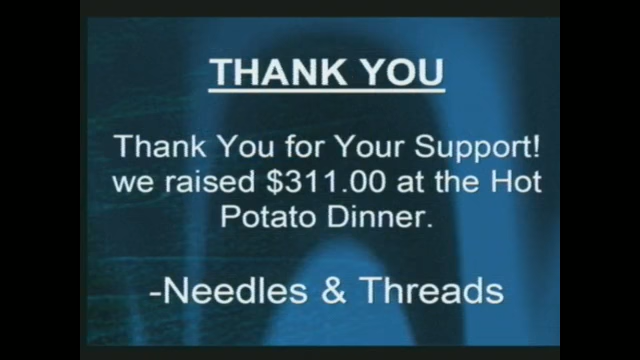 THANK YOU
Thank You for Your Support!
we raised $311.00 at the Hot
Potato Dinner.
-Needles & Threads